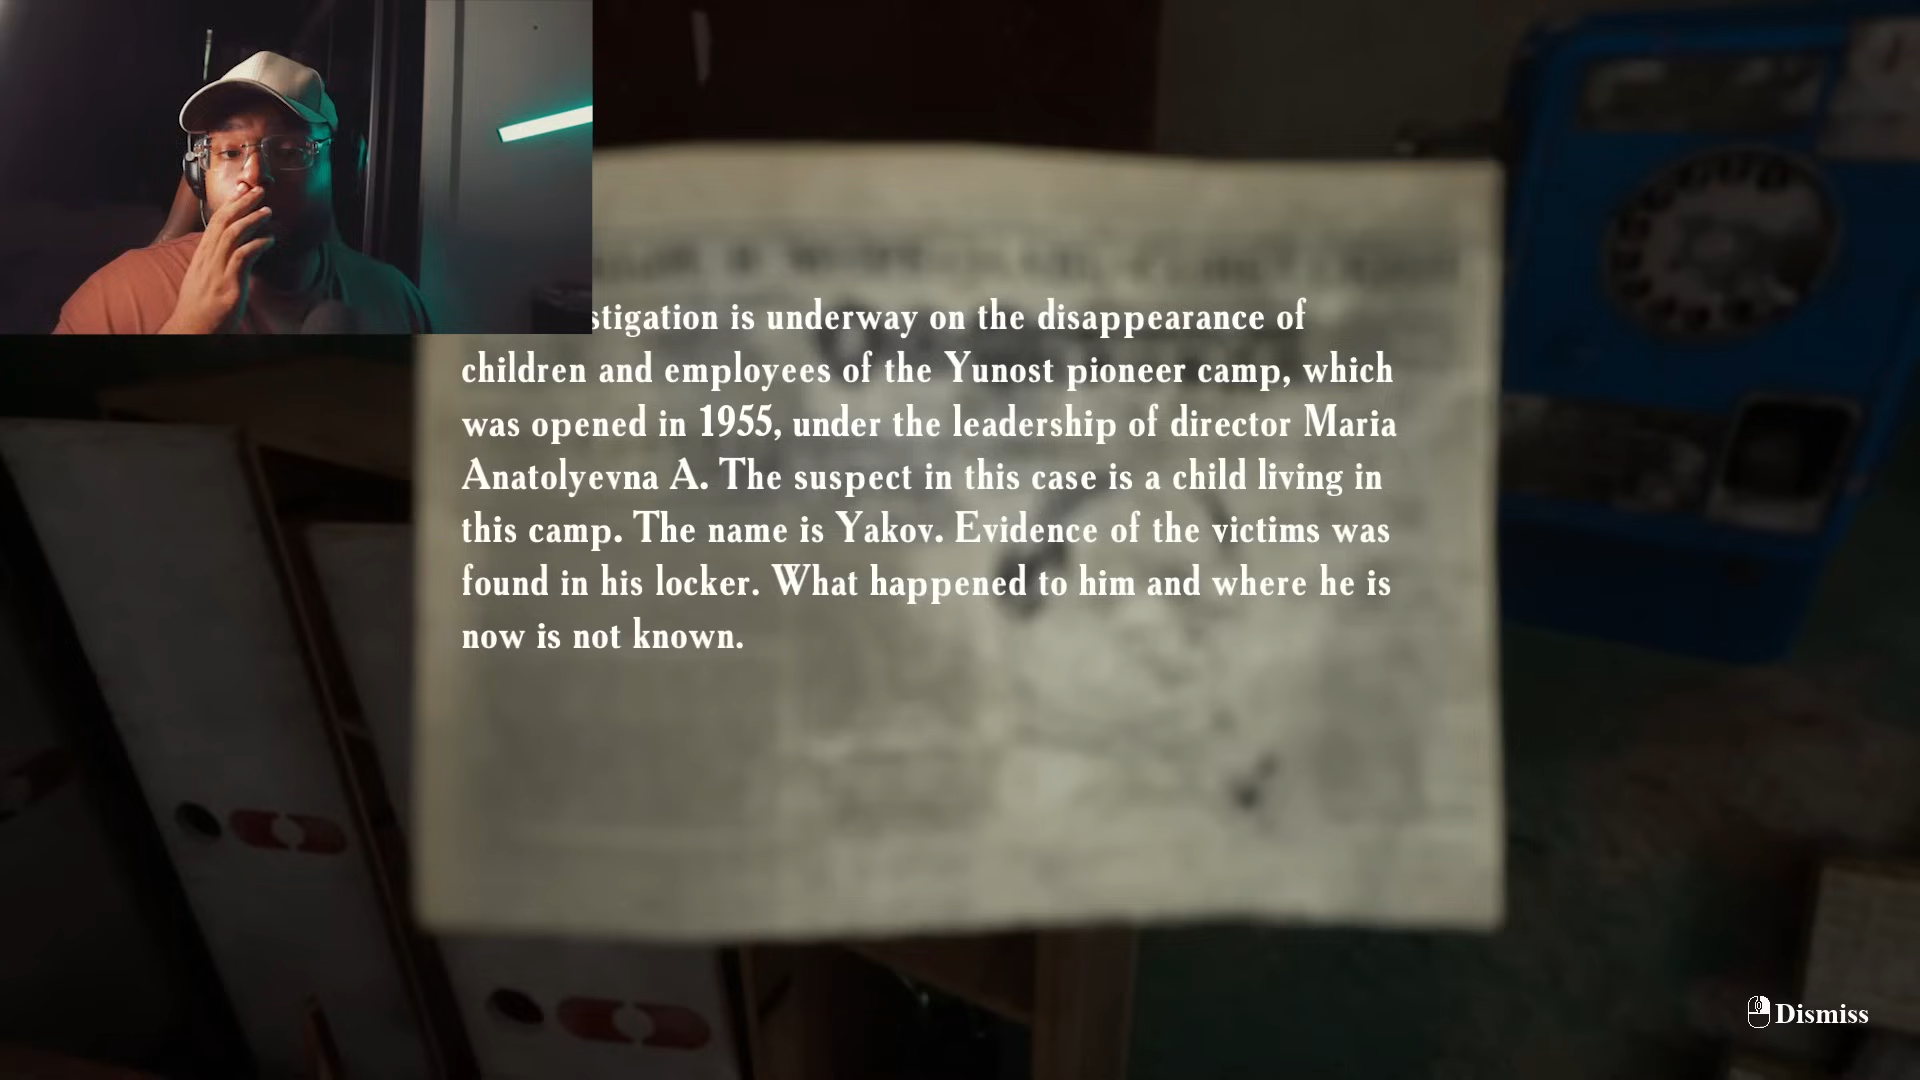 stigation is underway on the disappearance of
children and employees of the Yunost pioneer camp, which
was opened in 1955, under the leadership of director Maria
Anatolyevna A. The suspect in this case is a child living in
this camp. The name is Yakov. Evidence of the victims was
found in his locker. What happened to him and where he is
now is not known.
Dismiss